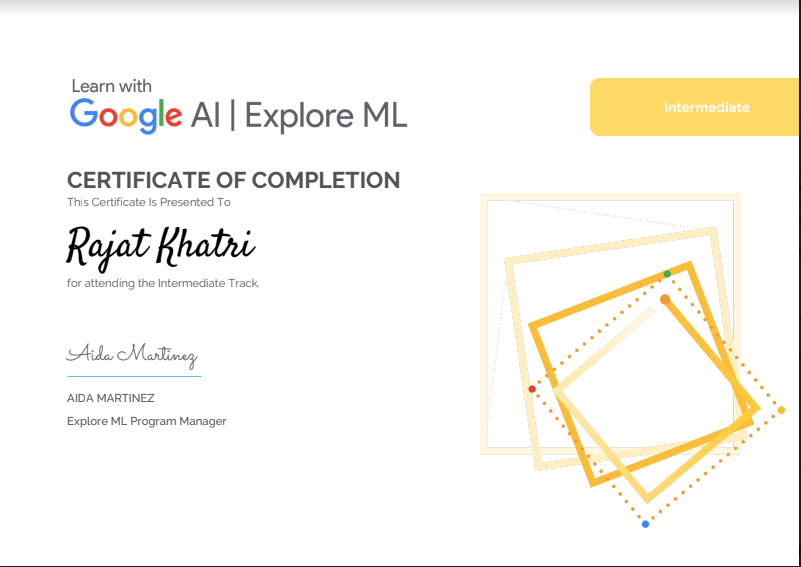 Learn with
Google AI | Explore ML
Intermediate
CERTIFICATE OF COMPLETION
This Certificate Is Presented To
Rajat Khatri
for attending the Intermediate Track.
Aida Martinez
AIDA MARTINEZ
Explore ML Program Manager